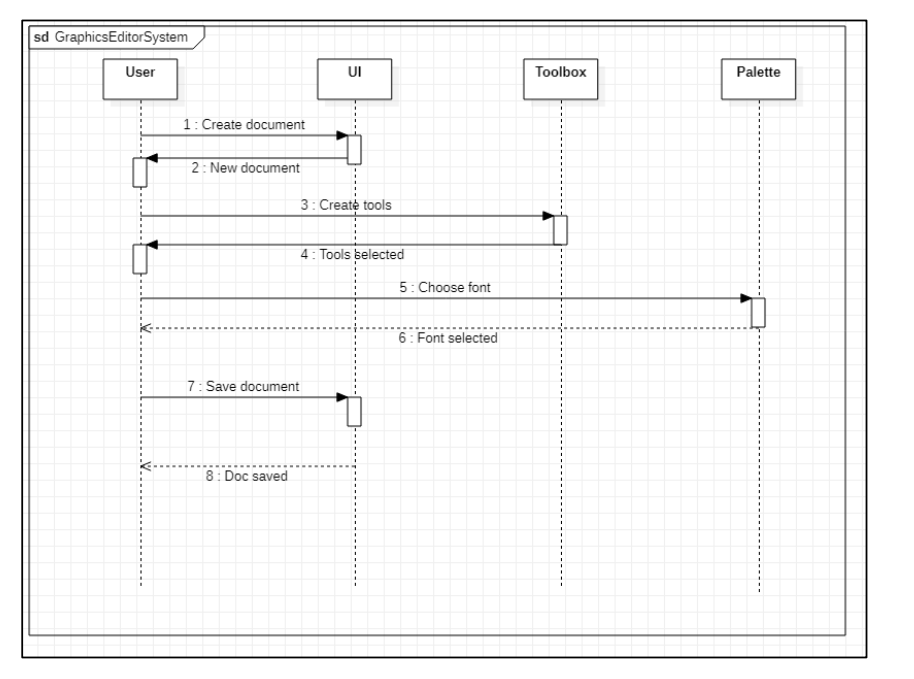 sd GraphicsEditorSystem
User
UI
Toolbox
Palette
1 : Create document
2 : New document
3 : Create tools
4 : Tools selected
5 : Choose font
6 : Font selected
7 : Save document
8 : Doc saved